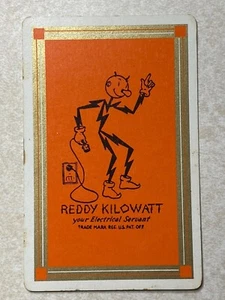 REDDY KILOWATT
your Electrical Servant
TRADE MARK REG. U.S. PAT. OFF.